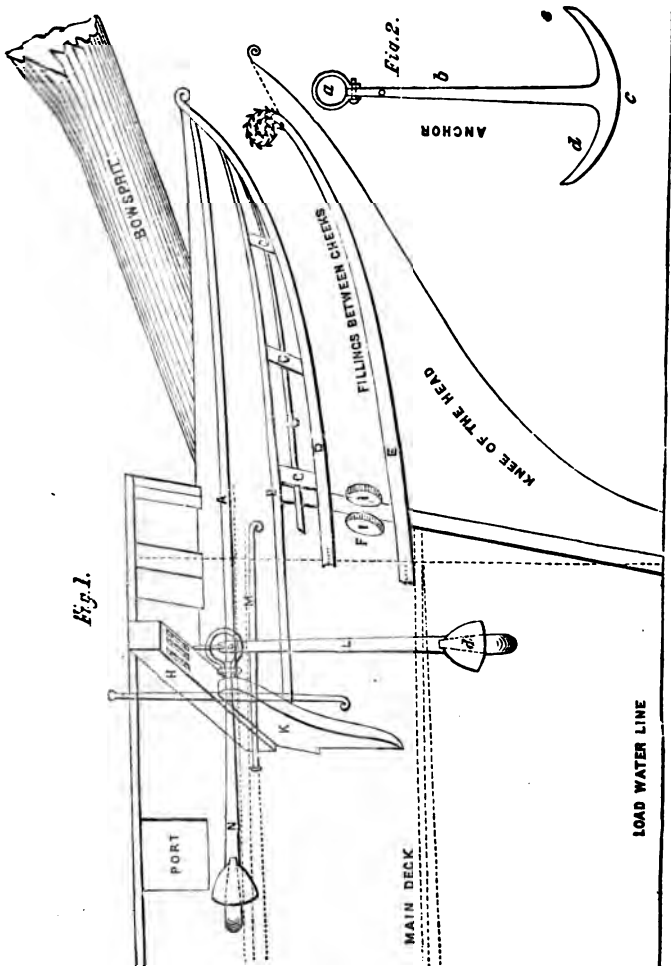 Fig. 1.
Fig. 2.
BOWSPRIT
ANCHOR
a
b
c
d
e
FILLINGS BETWEEN CHEEKS
KNEE OF THE HEAD
A
C
C
C
D
E
F
H
K
L
M
N
d
PORT
MAIN DECK
LOAD WATER LINE